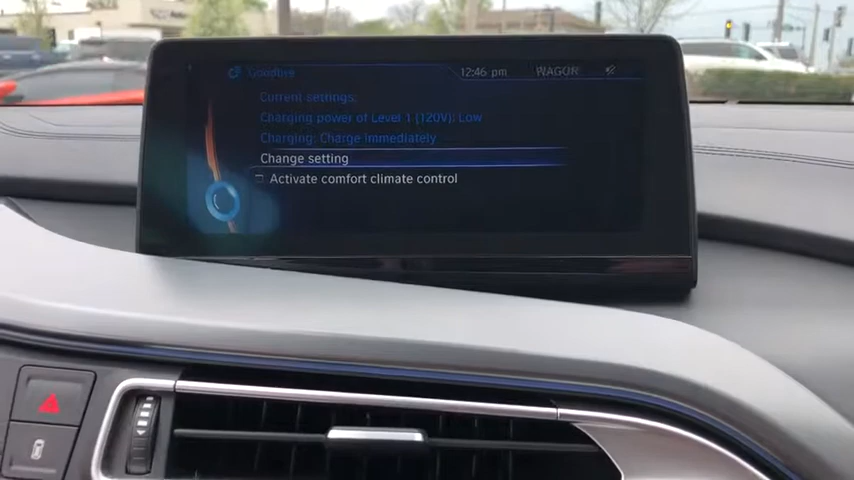 Goodbye
12:46 pm
WAGOR
Current settings:
Charging power of Level 1 (120V): Low
Charging: Charge immediately
Change setting
Activate comfort climate control